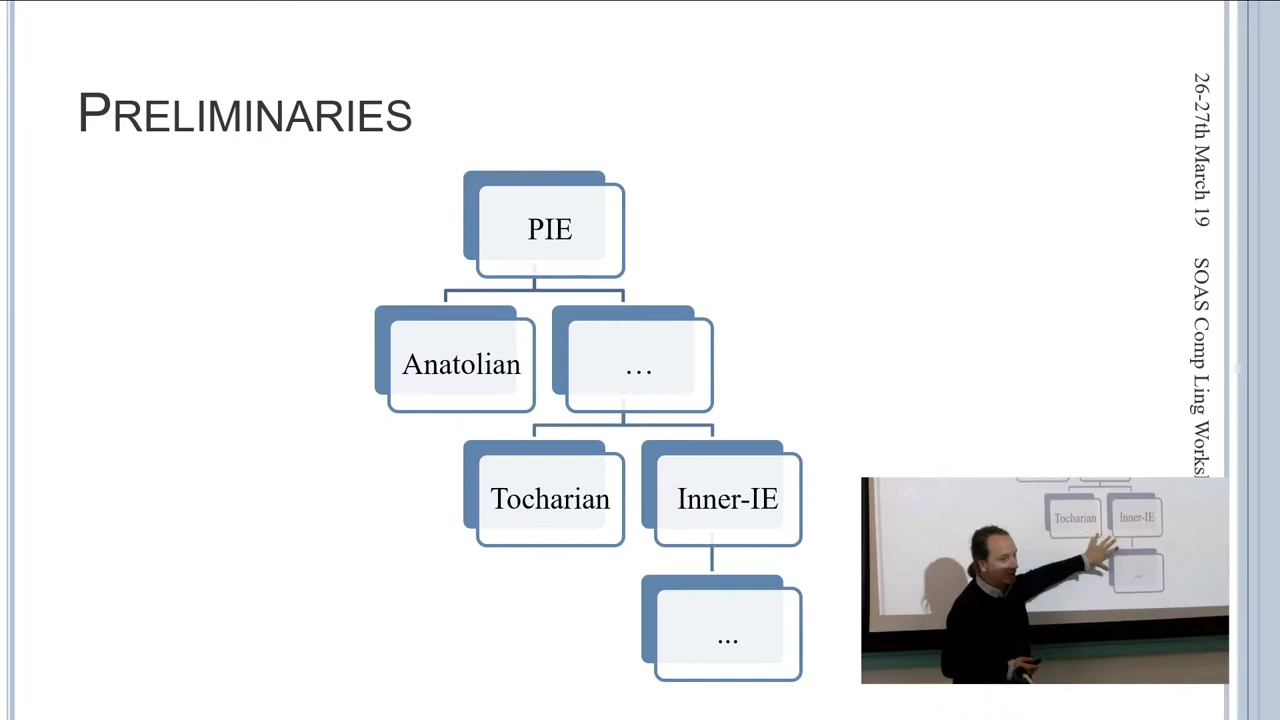 PRELIMINARIES
PIE
Anatolian
…
Tocharian
Inner-IE
...
26-27th March 19 SOAS Comp Ling Works
Tocharian
Inner-IE
...